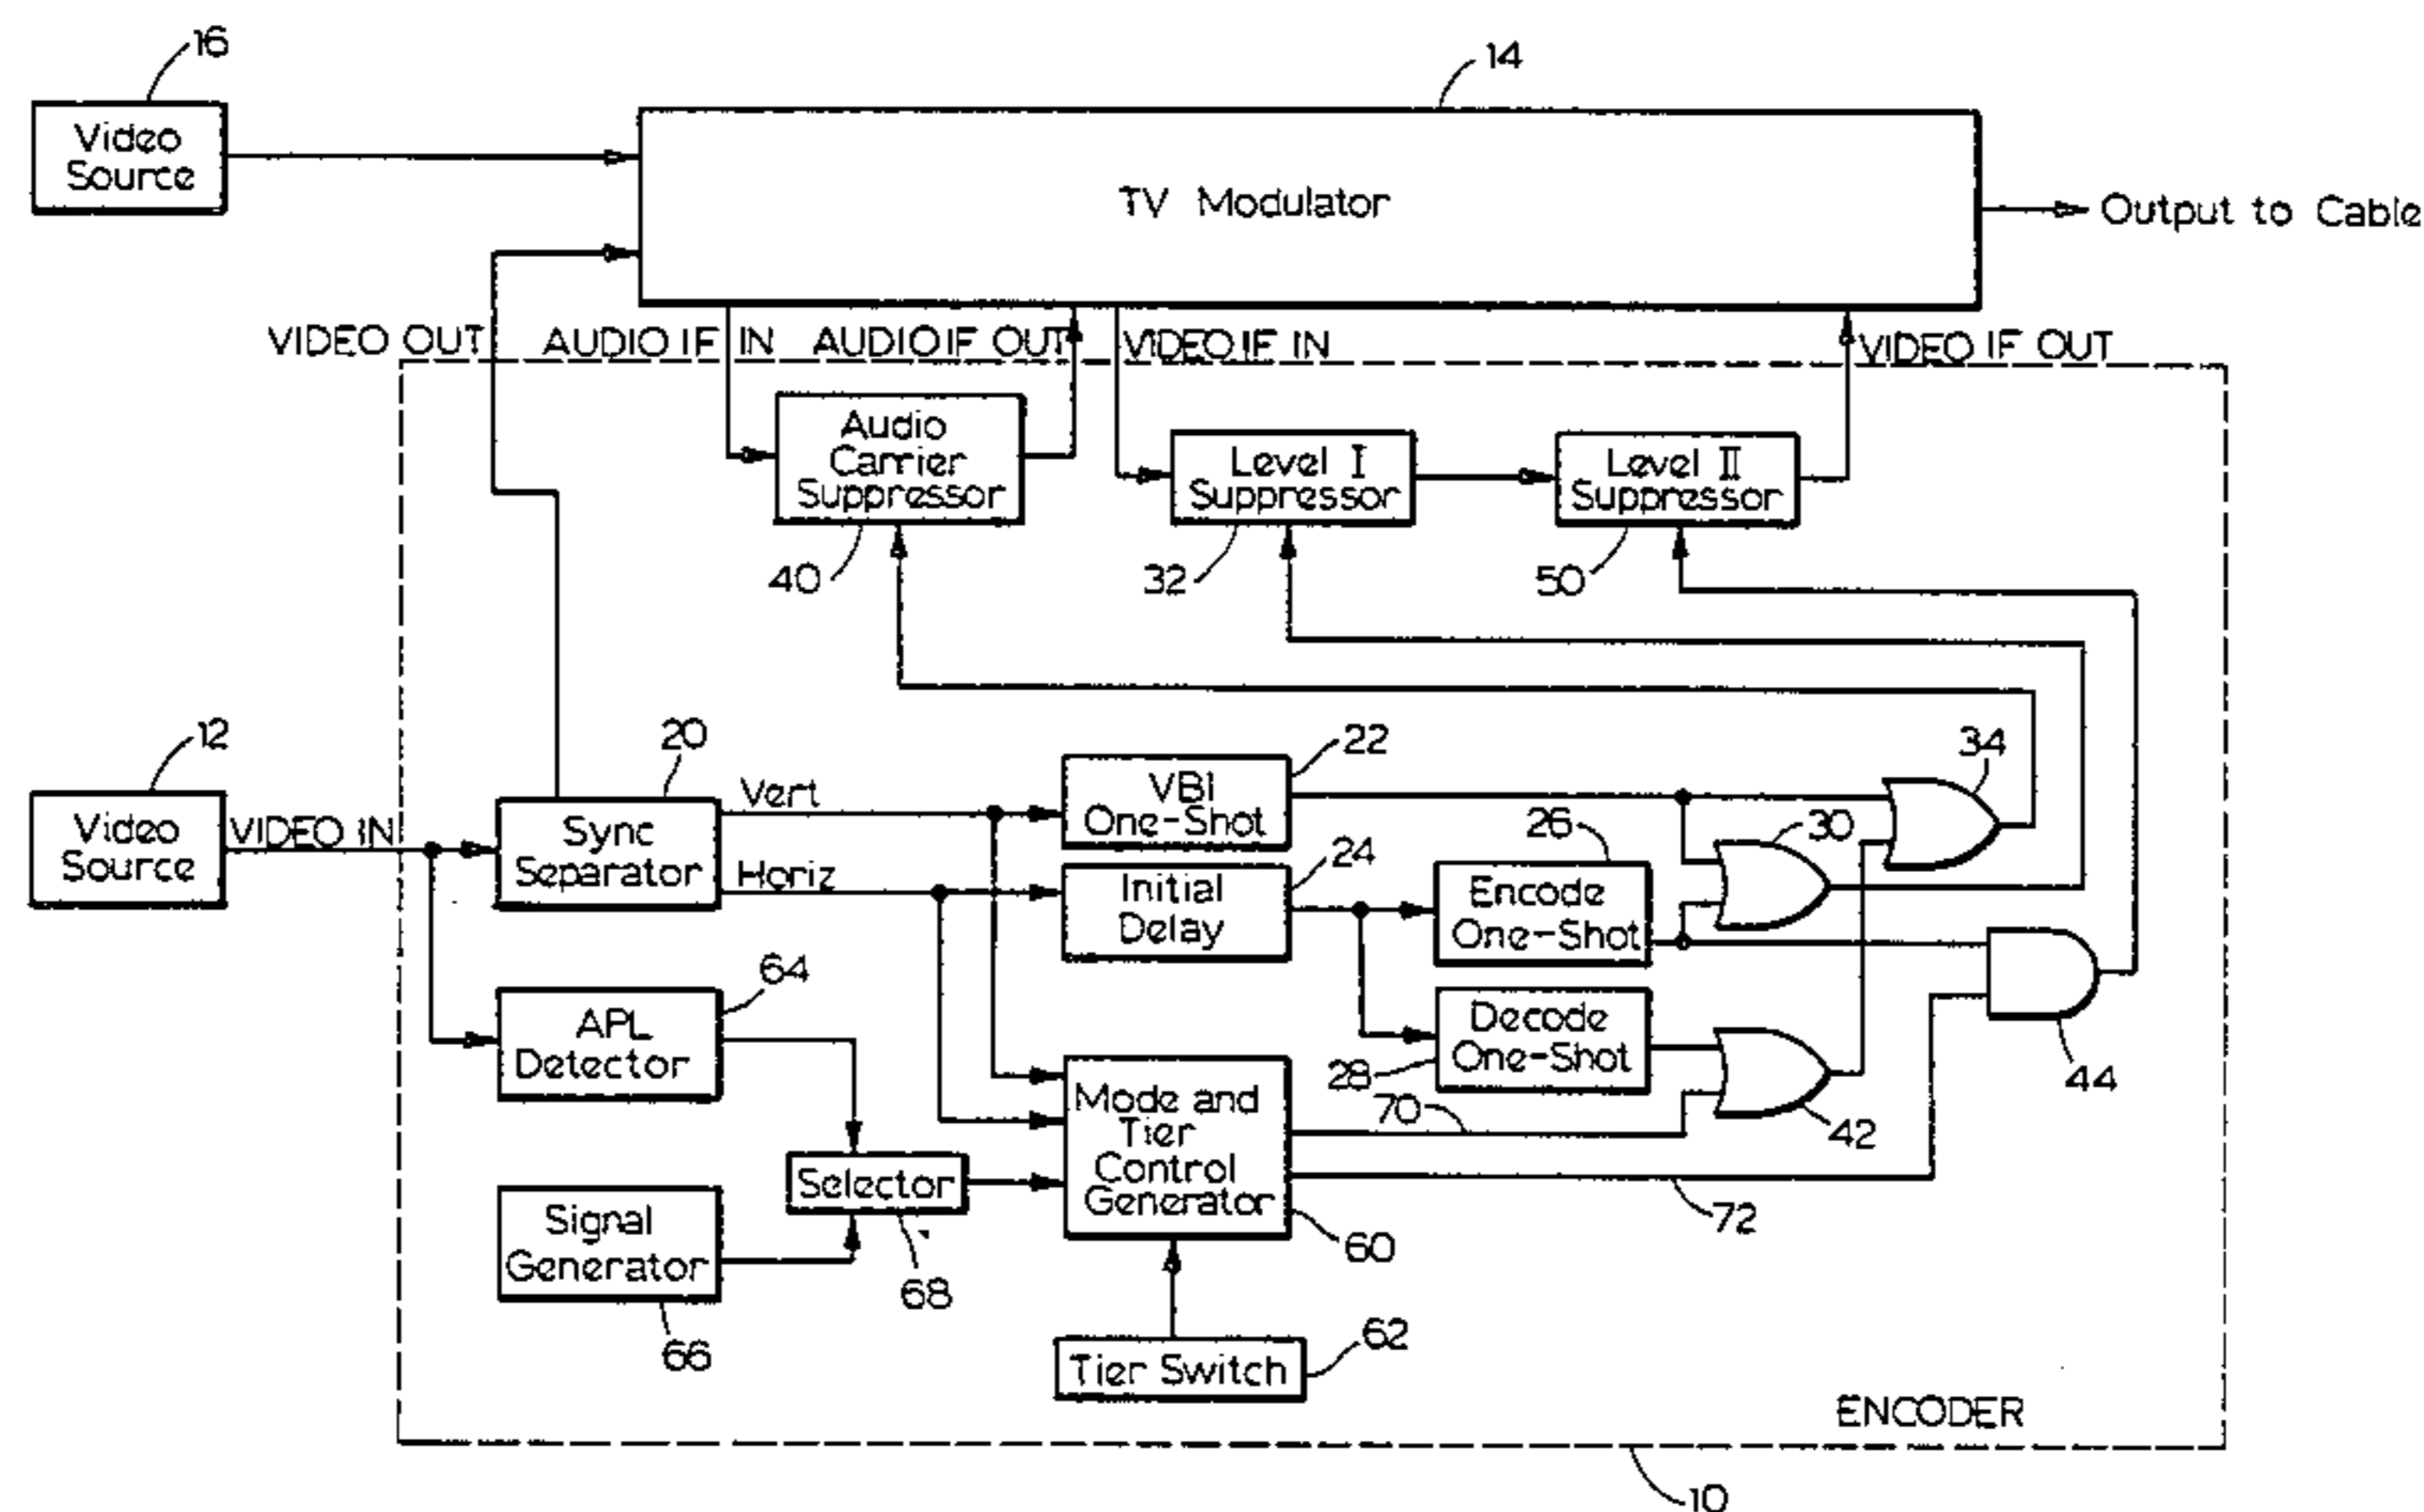 16
14
Video
Source
TV Modulator
Output to Cable
VIDEO OUT
AUDIO IF IN
AUDIO IF OUT
VIDEO IF IN
VIDEO IF OUT
Audio
Carrier
Suppressor
Level I
Suppressor
Level II
Suppressor
40
32
50
12
20
22
34
Video
Source
VIDEO IN
Sync
Separator
Vert
Horiz
VBI
One-Shot
24
26
30
Initial
Delay
Encode
One-Shot
64
APL
Detector
Decode
One-Shot
28
44
Mode and
Tier
Control
Generator
70
42
Selector
72
Signal
Generator
68
60
66
62
Tier Switch
ENCODER
10